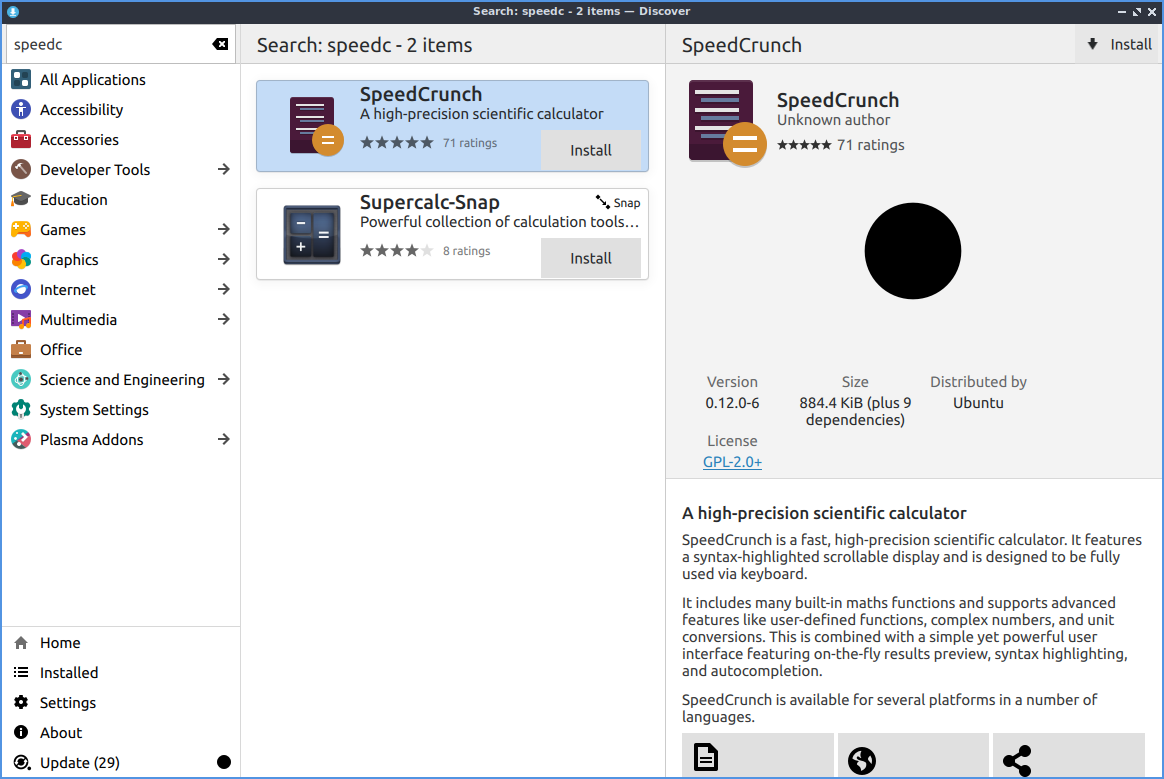 Search: speedc - 2 items — Discover
speedc
All Applications
Accessibility
Accessories
Developer Tools
Education
Games
Graphics
Internet
Multimedia
Office
Science and Engineering
System Settings
Plasma Addons
Home
Installed
Settings
About
Update (29)
Search: speedc - 2 items
SpeedCrunch
A high-precision scientific calculator
71 ratings
Install
Supercalc-Snap
Snap
Powerful collection of calculation tools…
8 ratings
Install
SpeedCrunch
Install
SpeedCrunch
Unknown author
71 ratings
Version
0.12.0-6
Size
884.4 KiB (plus 9
dependencies)
Distributed by
Ubuntu
License
GPL-2.0+
A high-precision scientific calculator
SpeedCrunch is a fast, high-precision scientific calculator. It features
a syntax-highlighted scrollable display and is designed to be fully
used via keyboard.
It includes many built-in maths functions and supports advanced
features like user-defined functions, complex numbers, and unit
conversions. This is combined with a simple yet powerful user
interface featuring on-the-fly results preview, syntax highlighting,
and autocompletion.
SpeedCrunch is available for several platforms in a number of
languages.